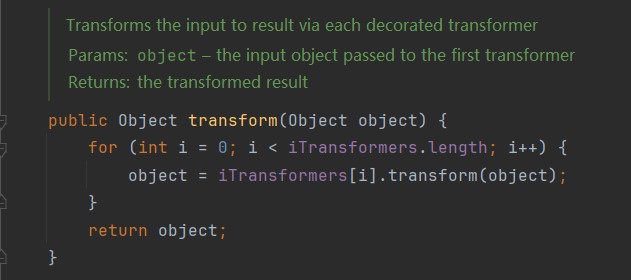 Transforms the input to result via each decorated transformer
Params: object – the input object passed to the first transformer
Returns: the transformed result
public Object transform(Object object) {
    for (int i = 0; i < iTransformers.length; i++) {
        object = iTransformers[i].transform(object);
    }
    return object;
}